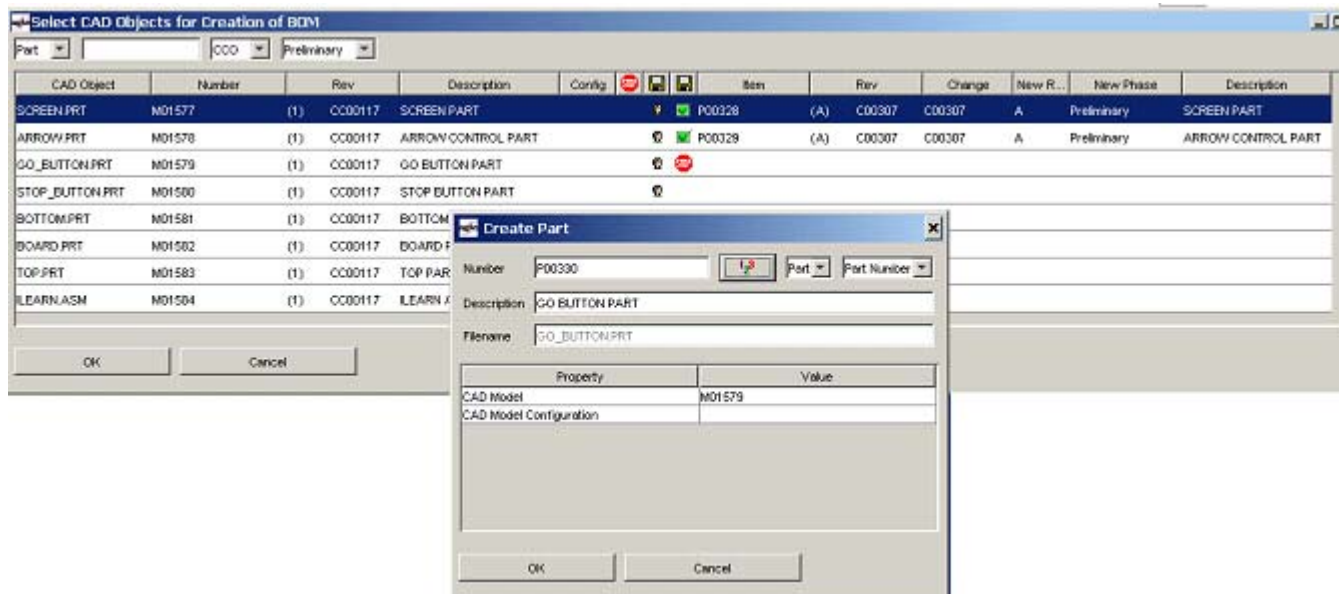 Select CAD Objects for Creation of BOM
Part CCO Preliminary
CAD Object Number Rev Description Config STOP Item Rev Change New R... New Phase Description
SCREEN.PRT M01577 (1) CC00117 SCREEN PART P00328 (A) C00307 C00307 A Preliminary SCREEN PART
ARROW.PRT M01578 (1) CC00117 ARROW CONTROL PART P00329 (A) C00307 C00307 A Preliminary ARROW CONTROL PART
GO_BUTTON.PRT M01579 (1) CC00117 GO BUTTON PART STOP
STOP_BUTTON.PRT M01580 (1) CC00117 STOP BUTTON PART
BOTTOM.PRT M01581 (1) CC00117 BOTTOM
BOARD.PRT M01582 (1) CC00117 BOARD P
TOP.PRT M01583 (1) CC00117 TOP PAR
ILEARN.ASM M01584 (1) CC00117 ILEARN A
OK Cancel
Create Part
Number P00330 Part Part Number
Description GO BUTTON PART
Filename GO_BUTTON.PRT
Property Value
CAD Model M01579
CAD Model Configuration
OK Cancel